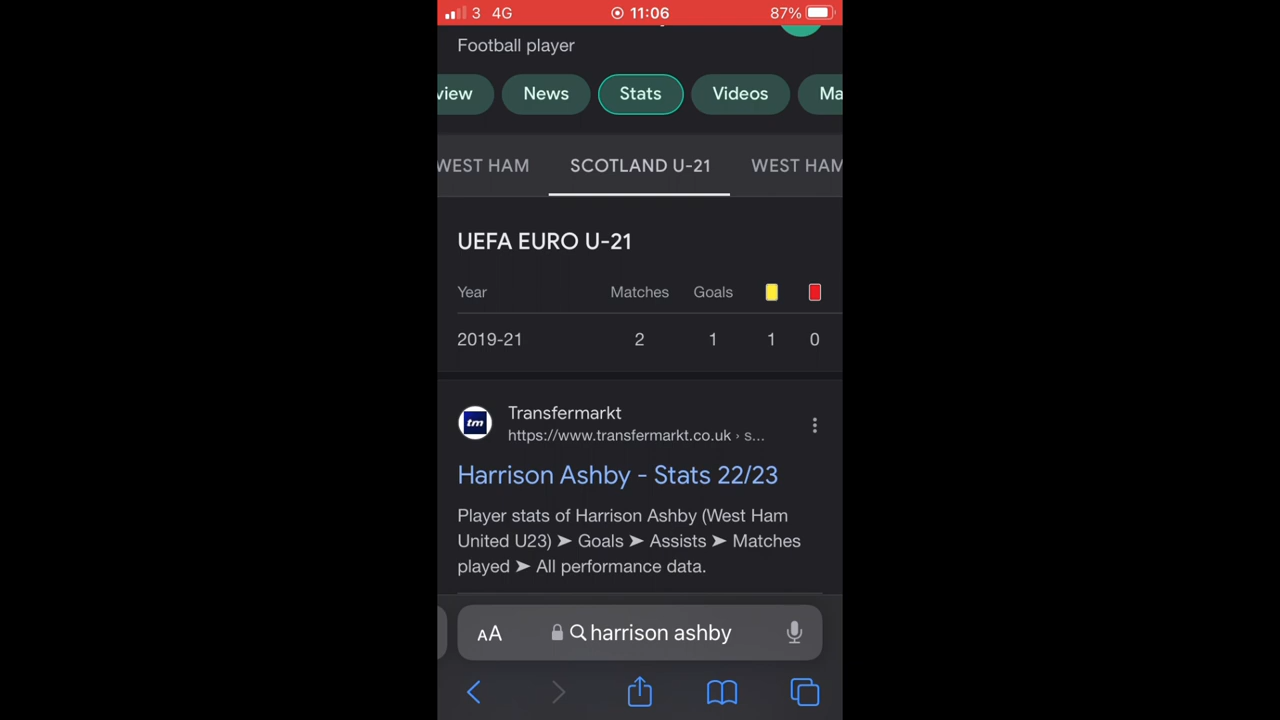 3 4G 11:06 87%
Football player
view News Stats Videos Ma
WEST HAM SCOTLAND U-21 WEST HAM
UEFA EURO U-21
Year Matches Goals
2019-21 2 1 1 0
tm Transfermarkt
https://www.transfermarkt.co.uk › s...
Harrison Ashby - Stats 22/23
Player stats of Harrison Ashby (West Ham
United U23) ➤ Goals ➤ Assists ➤ Matches
played ➤ All performance data.
AA harrison ashby